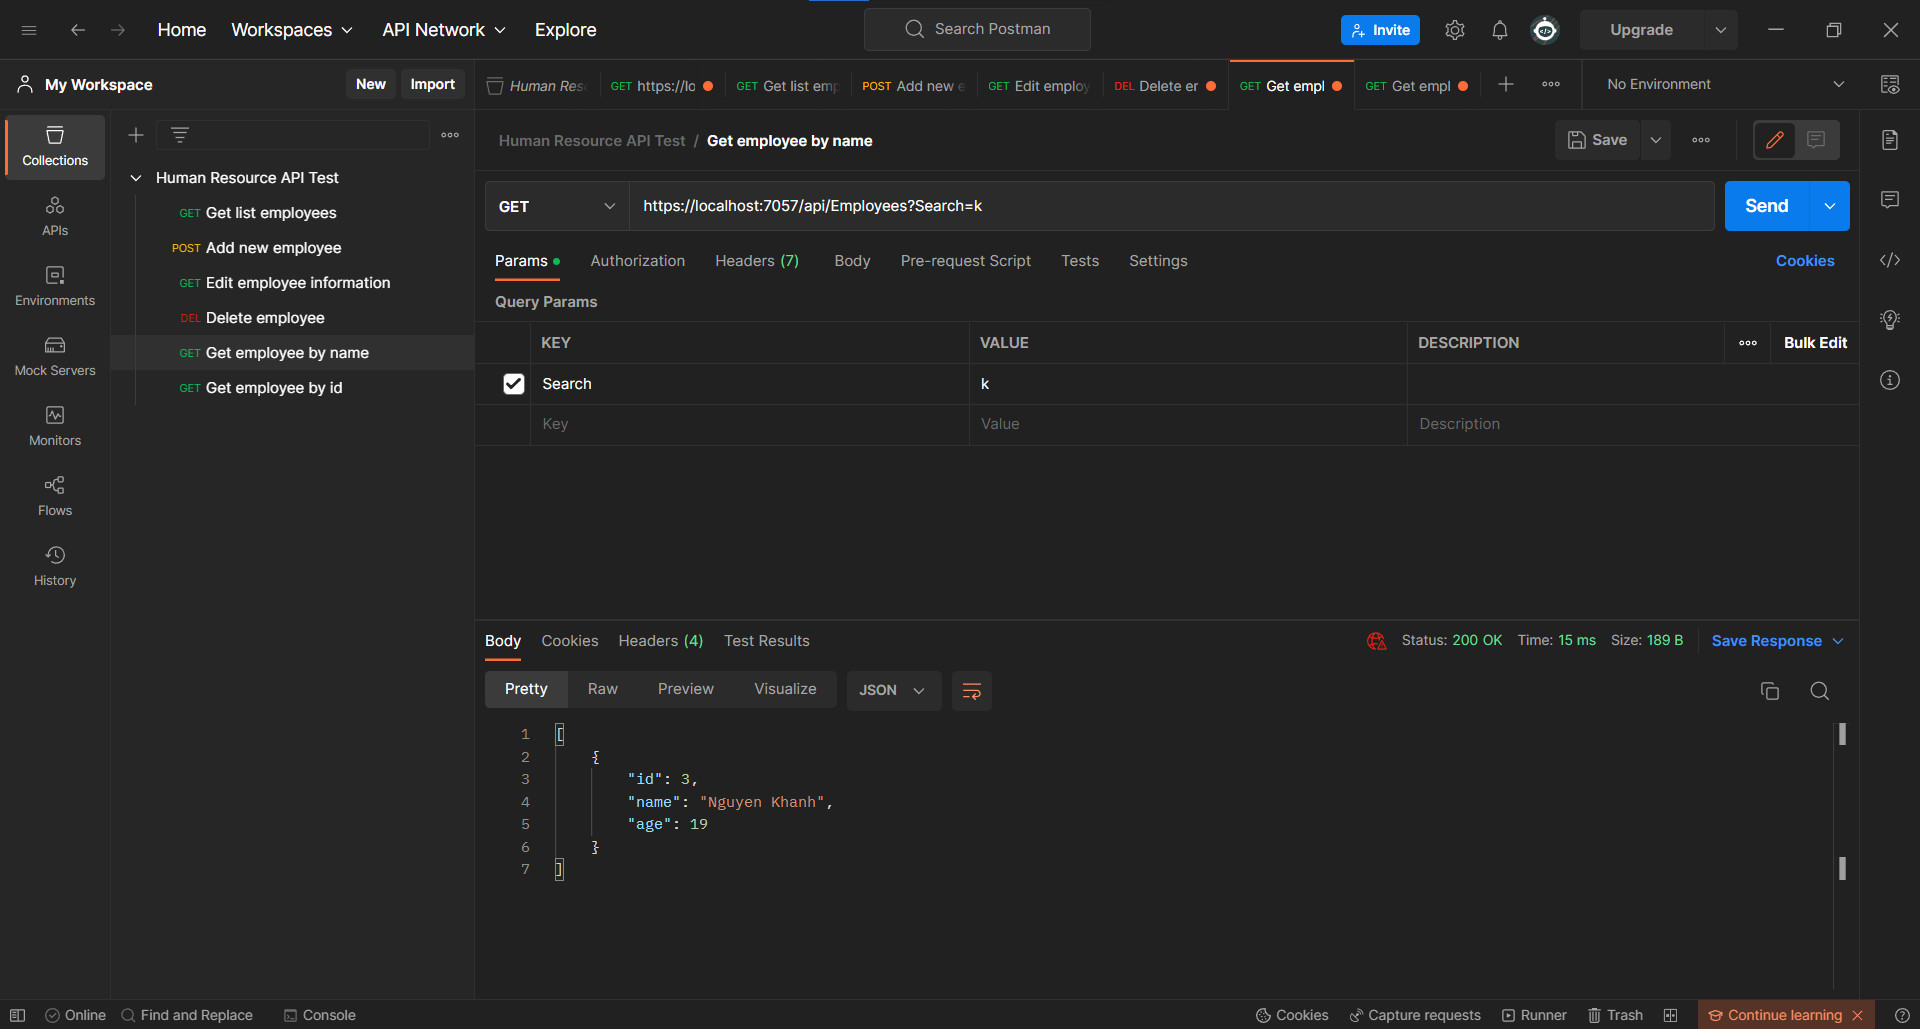 Home Workspaces API Network Explore Search Postman Invite Upgrade
My Workspace New Import
Human Res GET https://lo GET Get list emp POST Add new e GET Edit employ DEL Delete er GET Get empl GET Get empl No Environment
Collections
APIs
Environments
Mock Servers
Monitors
Flows
History
Human Resource API Test
GET Get list employees
POST Add new employee
GET Edit employee information
DEL Delete employee
GET Get employee by name
GET Get employee by id
Human Resource API Test / Get employee by name Save
GET https://localhost:7057/api/Employees?Search=k Send
Params Authorization Headers (7) Body Pre-request Script Tests Settings Cookies
Query Params
KEY VALUE DESCRIPTION Bulk Edit
Search k
Key Value Description
Body Cookies Headers (4) Test Results Status: 200 OK Time: 15 ms Size: 189 B Save Response
Pretty Raw Preview Visualize JSON
1 [
2 {
3 "id": 3,
4 "name": "Nguyen Khanh",
5 "age": 19
6 }
7 ]
Online Find and Replace Console Cookies Capture requests Runner Trash Continue learning